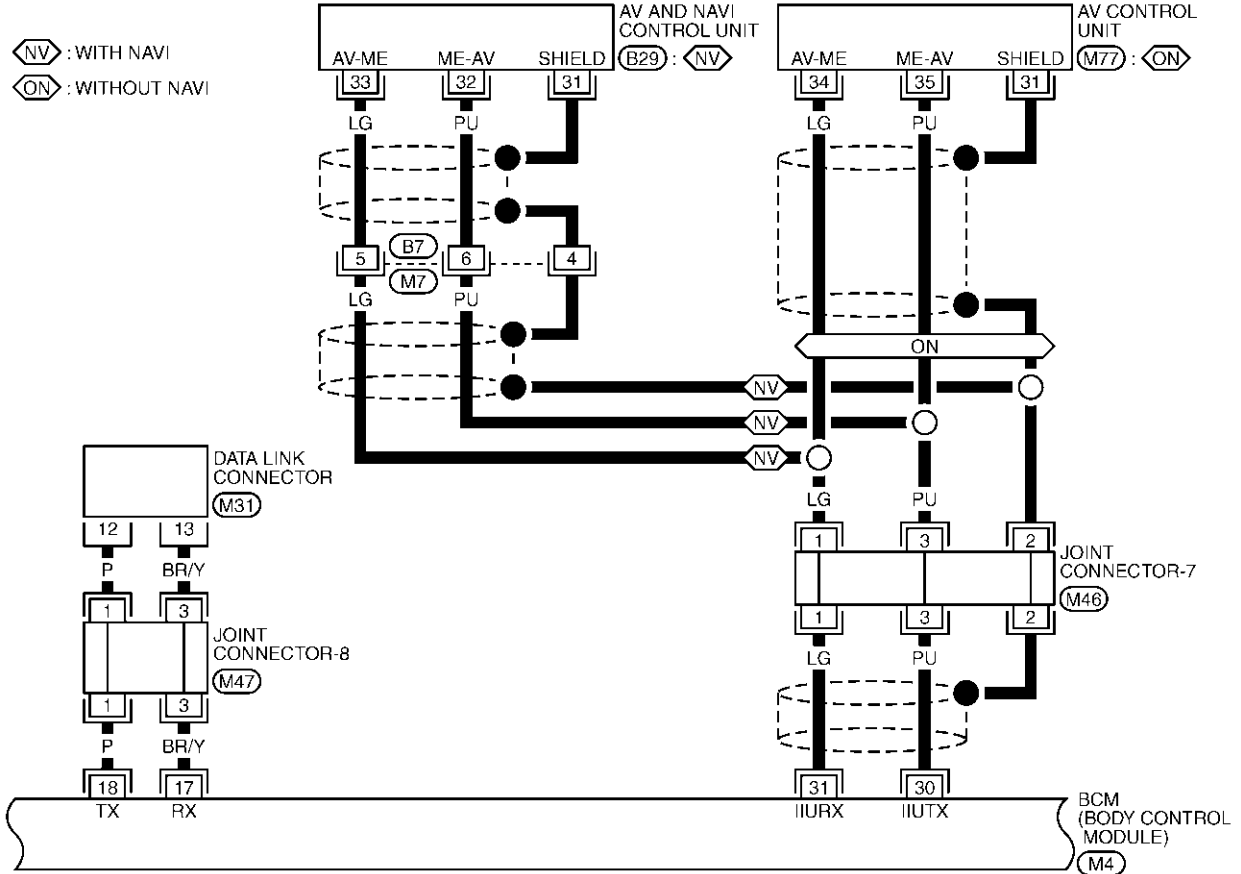 NV : WITH NAVI
ON : WITHOUT NAVI
AV AND NAVI
CONTROL UNIT
B29 : NV
AV-ME ME-AV SHIELD
33 32 31
LG PU
5 B7 6 4
M7
LG PU
AV CONTROL
UNIT
M77 : ON
AV-ME ME-AV SHIELD
34 35 31
LG PU
ON
NV
NV
NV
LG PU
1 3 2
JOINT
CONNECTOR-7
M46
1 3 2
LG PU
31 30
IIURX IIUTX
DATA LINK
CONNECTOR
M31
12 13
P BR/Y
1 3
JOINT
CONNECTOR-8
M47
1 3
P BR/Y
18 17
TX RX
BCM
(BODY CONTROL
MODULE)
M4